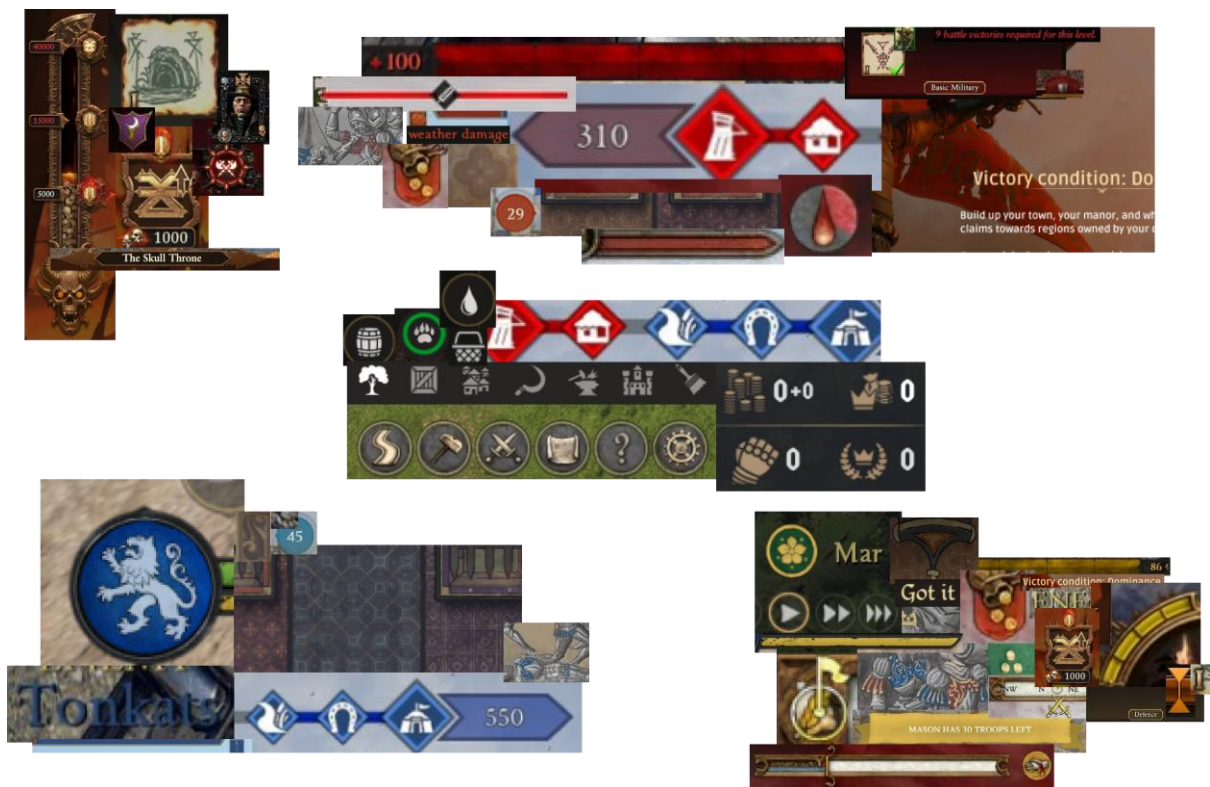 40000
15000
5000
1000
The Skull Throne
+100
weather damage
310
29
9 battle victories required for this level.
Basic Military
Victory condition: Do
Build up your town, your manor, and wh
claims towards regions owned by your
0+0
0
0
0
45
Tonkats
550
Mar
Got it
86
Victory condition: Dominance
ENE
1000
NW N NE
Defence
MASON HAS 30 TROOPS LEFT